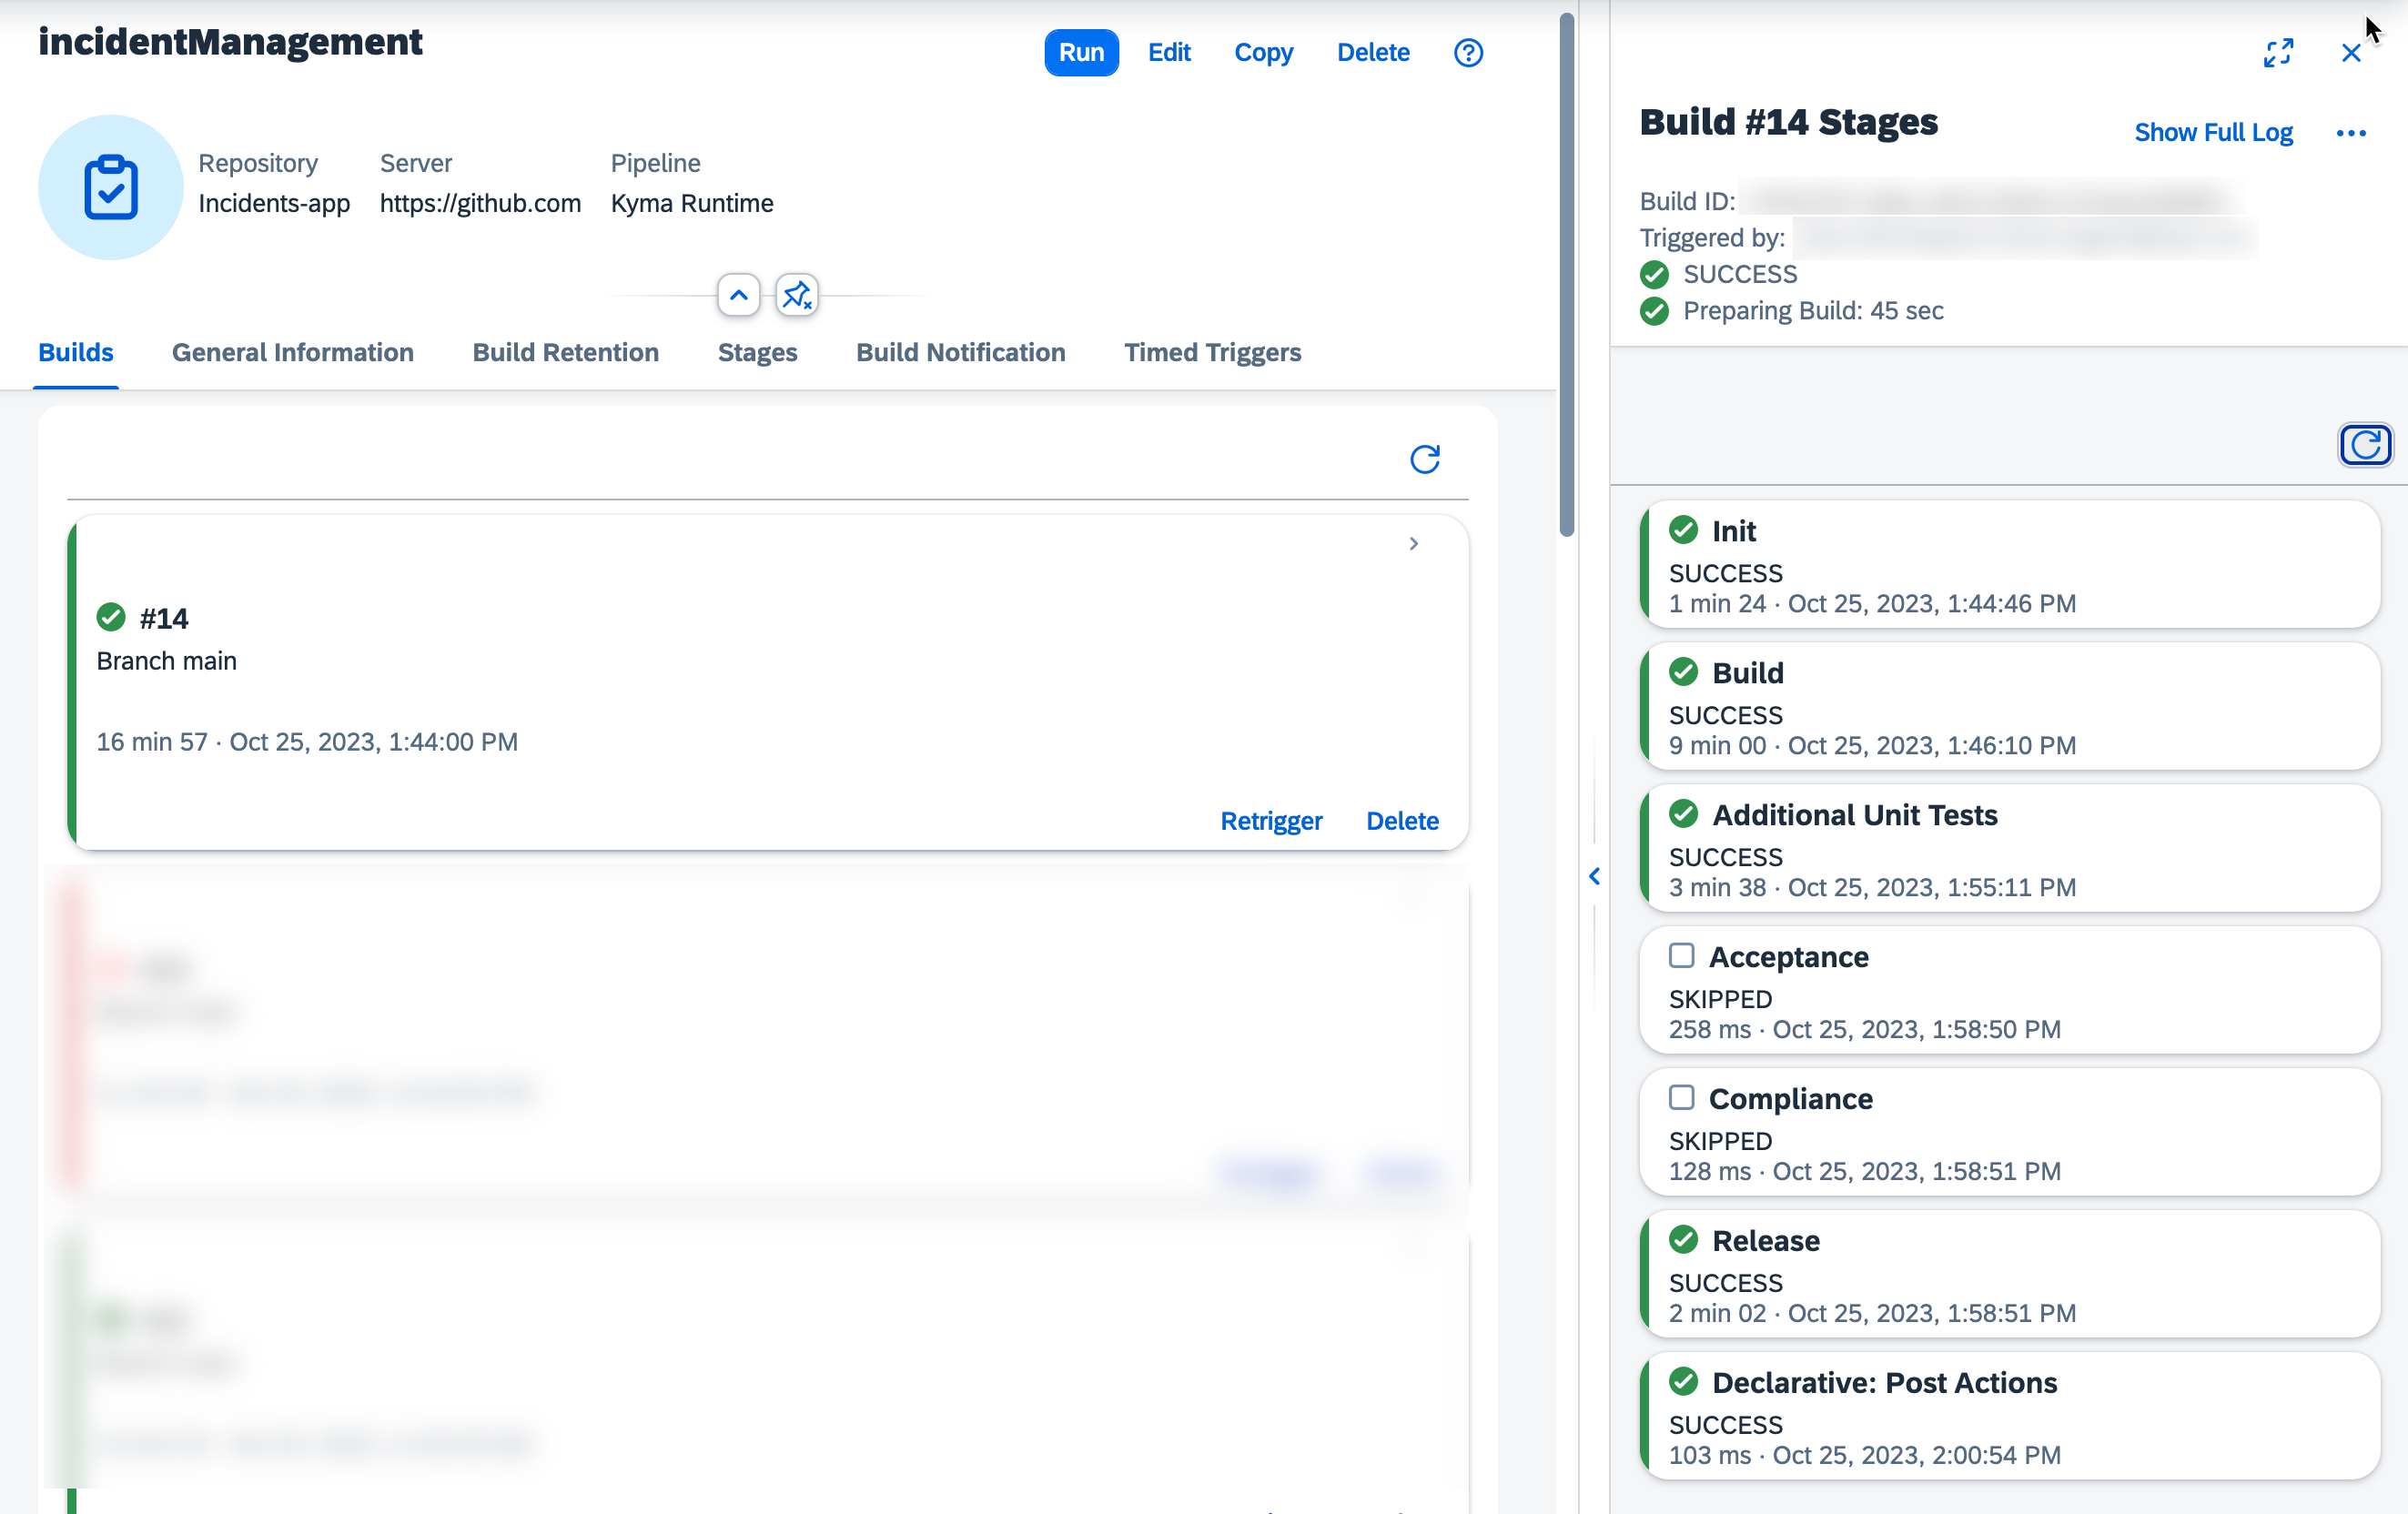 incidentManagement
Run Edit Copy Delete
Repository Server Pipeline
Incidents-app https://github.com Kyma Runtime
Builds General Information Build Retention Stages Build Notification Timed Triggers
#14
Branch main
16 min 57 · Oct 25, 2023, 1:44:00 PM
Retrigger Delete
Build #14 Stages Show Full Log
Build ID:
Triggered by:
SUCCESS
Preparing Build: 45 sec
Init
SUCCESS
1 min 24 · Oct 25, 2023, 1:44:46 PM
Build
SUCCESS
9 min 00 · Oct 25, 2023, 1:46:10 PM
Additional Unit Tests
SUCCESS
3 min 38 · Oct 25, 2023, 1:55:11 PM
Acceptance
SKIPPED
258 ms · Oct 25, 2023, 1:58:50 PM
Compliance
SKIPPED
128 ms · Oct 25, 2023, 1:58:51 PM
Release
SUCCESS
2 min 02 · Oct 25, 2023, 1:58:51 PM
Declarative: Post Actions
SUCCESS
103 ms · Oct 25, 2023, 2:00:54 PM